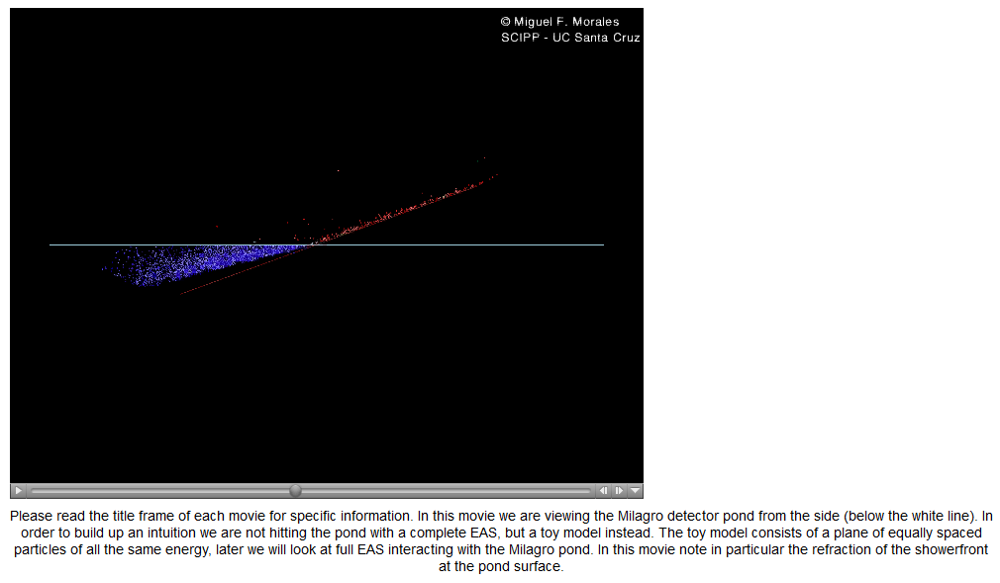 © Miguel F. Morales
SCIPP - UC Santa Cruz
Please read the title frame of each movie for specific information. In this movie we are viewing the Milagro detector pond from the side (below the white line). In
order to build up an intuition we are not hitting the pond with a complete EAS, but a toy model instead. The toy model consists of a plane of equally spaced
particles of all the same energy, later we will look at full EAS interacting with the Milagro pond. In this movie note in particular the refraction of the showerfront
at the pond surface.